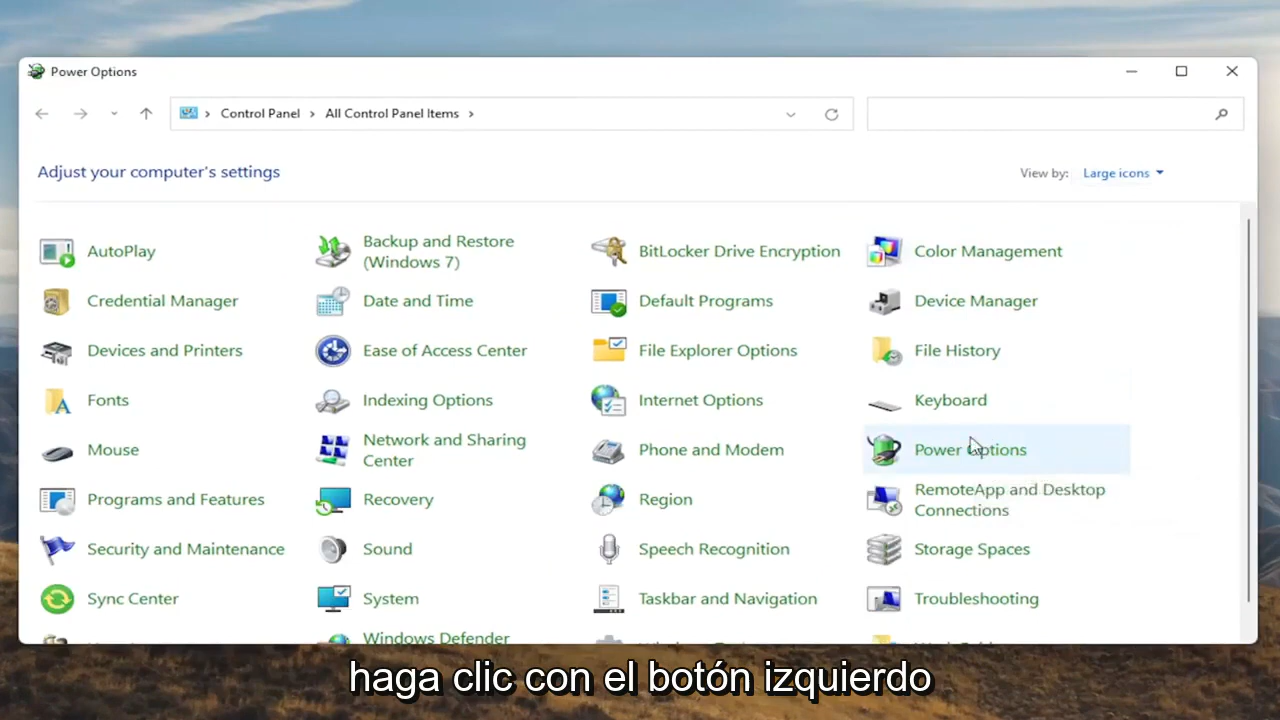 Power Options
Control Panel
All Control Panel Items
Adjust your computer's settings
View by: Large icons
AutoPlay
Backup and Restore
(Windows 7)
BitLocker Drive Encryption
Color Management
Credential Manager
Date and Time
Default Programs
Device Manager
Devices and Printers
Ease of Access Center
File Explorer Options
File History
Fonts
Indexing Options
Internet Options
Keyboard
Mouse
Network and Sharing
Center
Phone and Modem
Power Options
Programs and Features
Recovery
Region
RemoteApp and Desktop
Connections
Security and Maintenance
Sound
Speech Recognition
Storage Spaces
Sync Center
System
Taskbar and Navigation
Troubleshooting
Windows Defender
haga clic con el botón izquierdo